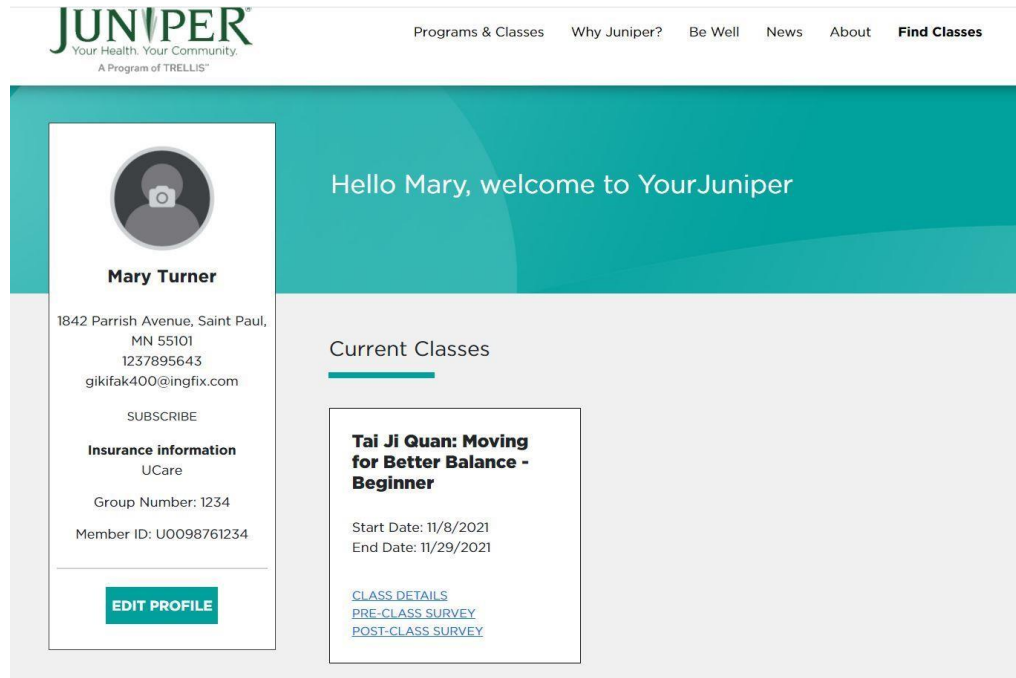 JUNIPER®
Your Health. Your Community.
A Program of TRELLIS™
Programs & Classes Why Juniper? Be Well News About Find Classes
Hello Mary, welcome to YourJuniper
Mary Turner
1842 Parrish Avenue, Saint Paul,
MN 55101
1237895643
gikifak400@ingfix.com
SUBSCRIBE
Insurance information
UCare
Group Number: 1234
Member ID: U0098761234
EDIT PROFILE
Current Classes
Tai Ji Quan: Moving
for Better Balance -
Beginner
Start Date: 11/8/2021
End Date: 11/29/2021
CLASS DETAILS
PRE-CLASS SURVEY
POST-CLASS SURVEY